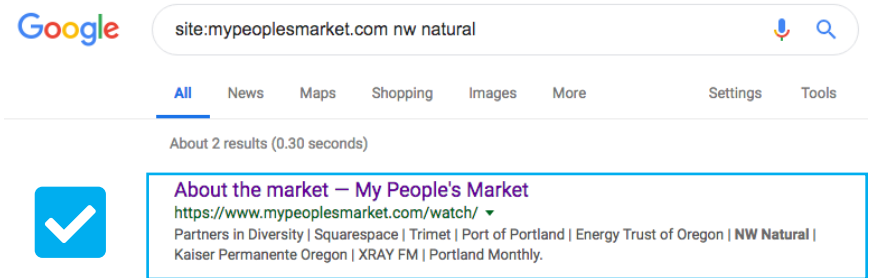 Google
site:mypeoplesmarket.com nw natural
All News Maps Shopping Images More Settings Tools
About 2 results (0.30 seconds)
About the market — My People's Market
https://www.mypeoplesmarket.com/watch/
Partners in Diversity | Squarespace | Trimet | Port of Portland | Energy Trust of Oregon | NW Natural |
Kaiser Permanente Oregon | XRAY FM | Portland Monthly.